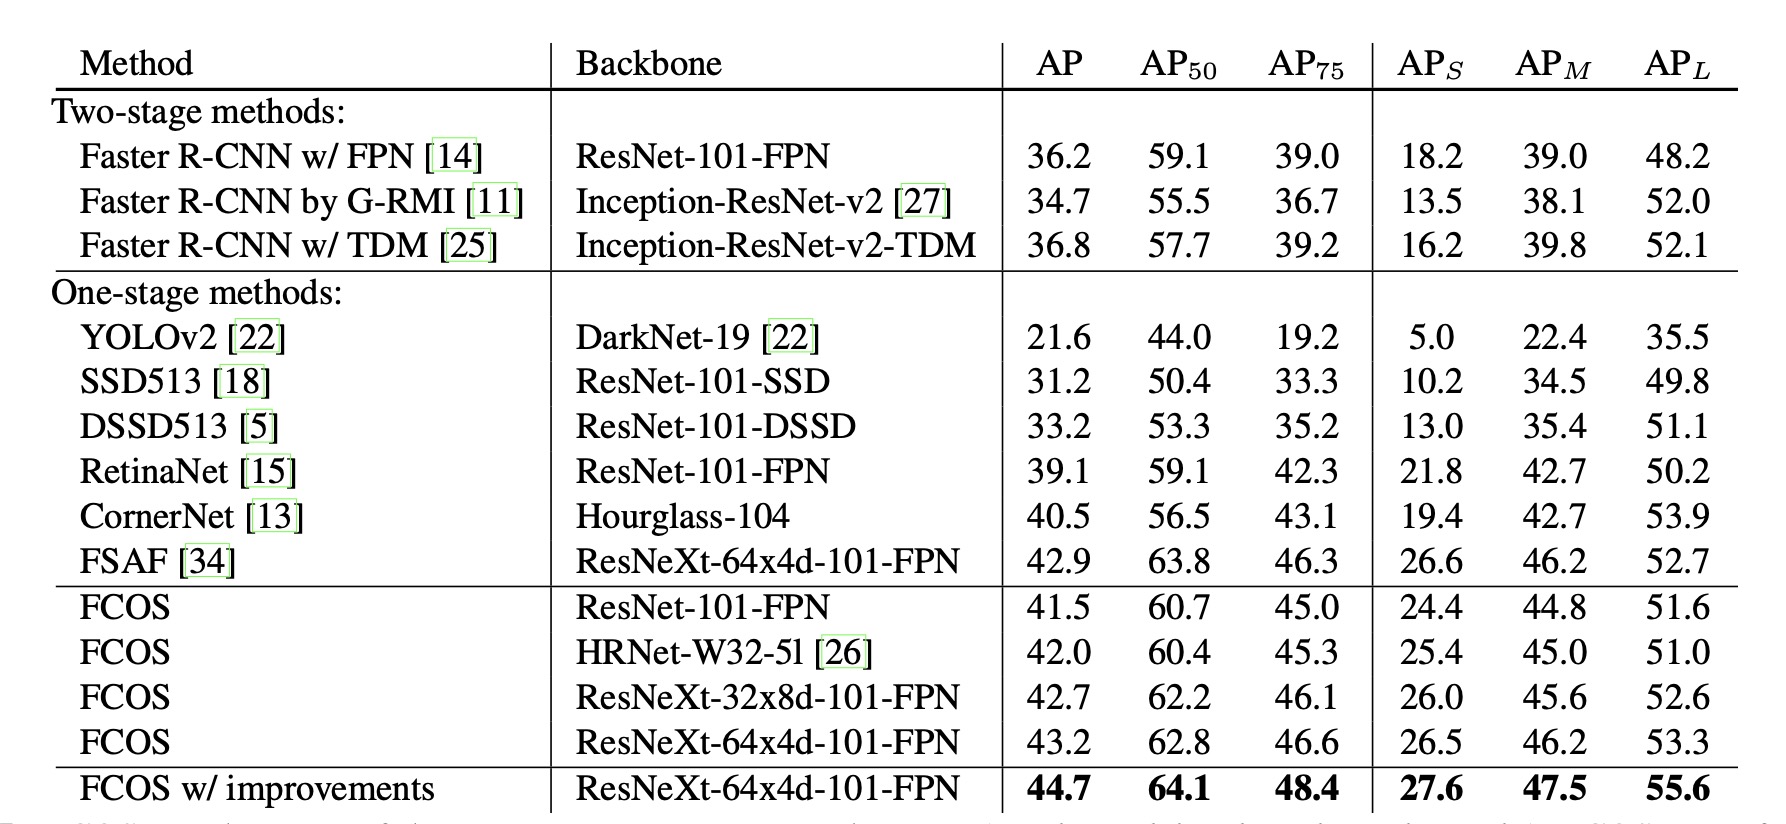 Method Backbone AP AP50 AP75 APS APM APL
Two-stage methods:
Faster R-CNN w/ FPN [14] ResNet-101-FPN 36.2 59.1 39.0 18.2 39.0 48.2
Faster R-CNN by G-RMI [11] Inception-ResNet-v2 [27] 34.7 55.5 36.7 13.5 38.1 52.0
Faster R-CNN w/ TDM [25] Inception-ResNet-v2-TDM 36.8 57.7 39.2 16.2 39.8 52.1
One-stage methods:
YOLOv2 [22] DarkNet-19 [22] 21.6 44.0 19.2 5.0 22.4 35.5
SSD513 [18] ResNet-101-SSD 31.2 50.4 33.3 10.2 34.5 49.8
DSSD513 [5] ResNet-101-DSSD 33.2 53.3 35.2 13.0 35.4 51.1
RetinaNet [15] ResNet-101-FPN 39.1 59.1 42.3 21.8 42.7 50.2
CornerNet [13] Hourglass-104 40.5 56.5 43.1 19.4 42.7 53.9
FSAF [34] ResNeXt-64x4d-101-FPN 42.9 63.8 46.3 26.6 46.2 52.7
FCOS ResNet-101-FPN 41.5 60.7 45.0 24.4 44.8 51.6
FCOS HRNet-W32-5l [26] 42.0 60.4 45.3 25.4 45.0 51.0
FCOS ResNeXt-32x8d-101-FPN 42.7 62.2 46.1 26.0 45.6 52.6
FCOS ResNeXt-64x4d-101-FPN 43.2 62.8 46.6 26.5 46.2 53.3
FCOS w/ improvements ResNeXt-64x4d-101-FPN 44.7 64.1 48.4 27.6 47.5 55.6